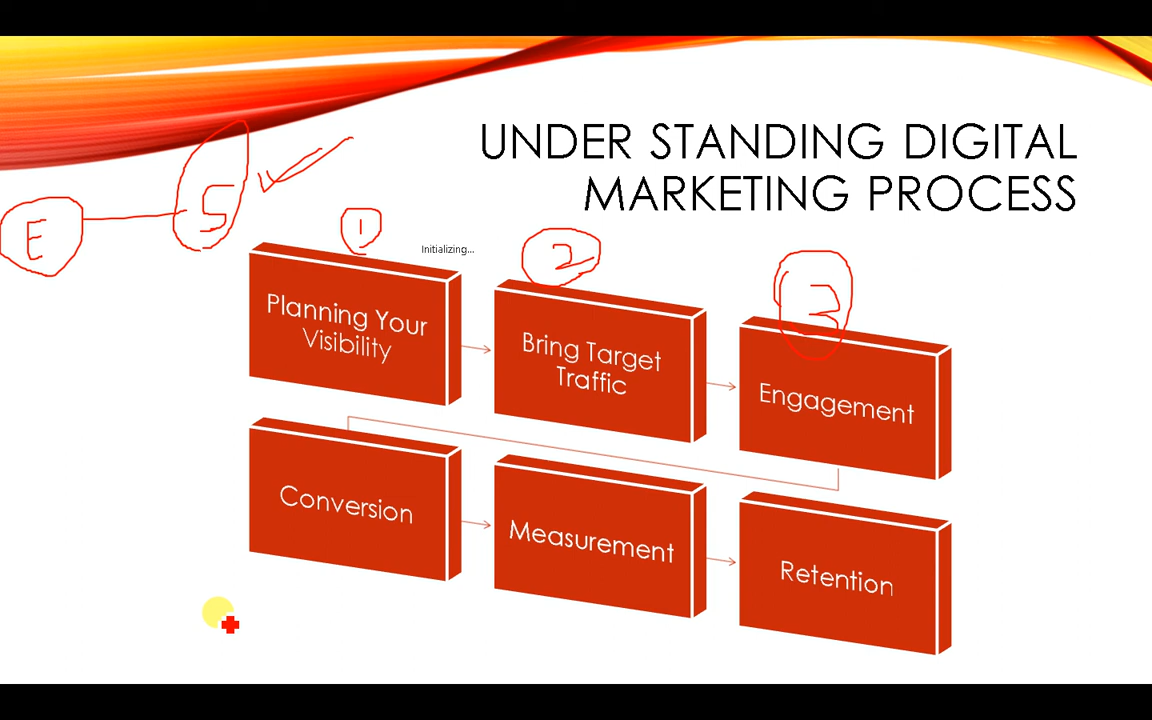 UNDER STANDING DIGITAL
MARKETING PROCESS
E
S
1
Initializing...
2
3
Planning Your
Visibility
Bring Target
Traffic
Engagement
Conversion
Measurement
Retention